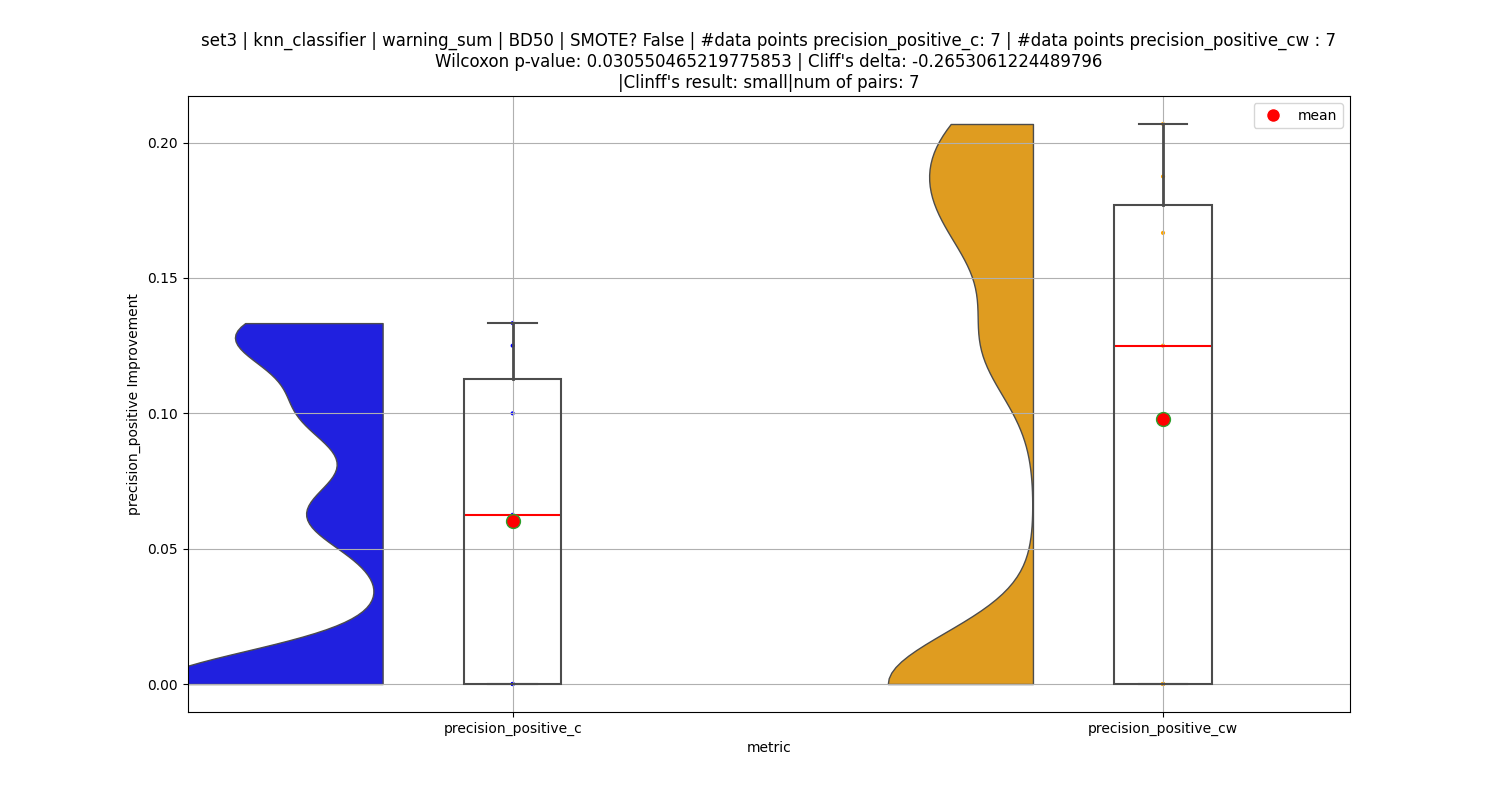 set3 | knn_classifier | warning_sum | BD50 | SMOTE? False | #data points precision_positive_c: 7 | #data points precision_positive_cw : 7
Wilcoxon p-value: 0.030550465219775853 | Cliff's delta: -0.2653061224489796
|Clinff's result: small|num of pairs: 7
mean
0.20
0.15
0.10
0.05
0.00
precision_positive Improvement
precision_positive_c
precision_positive_cw
metric